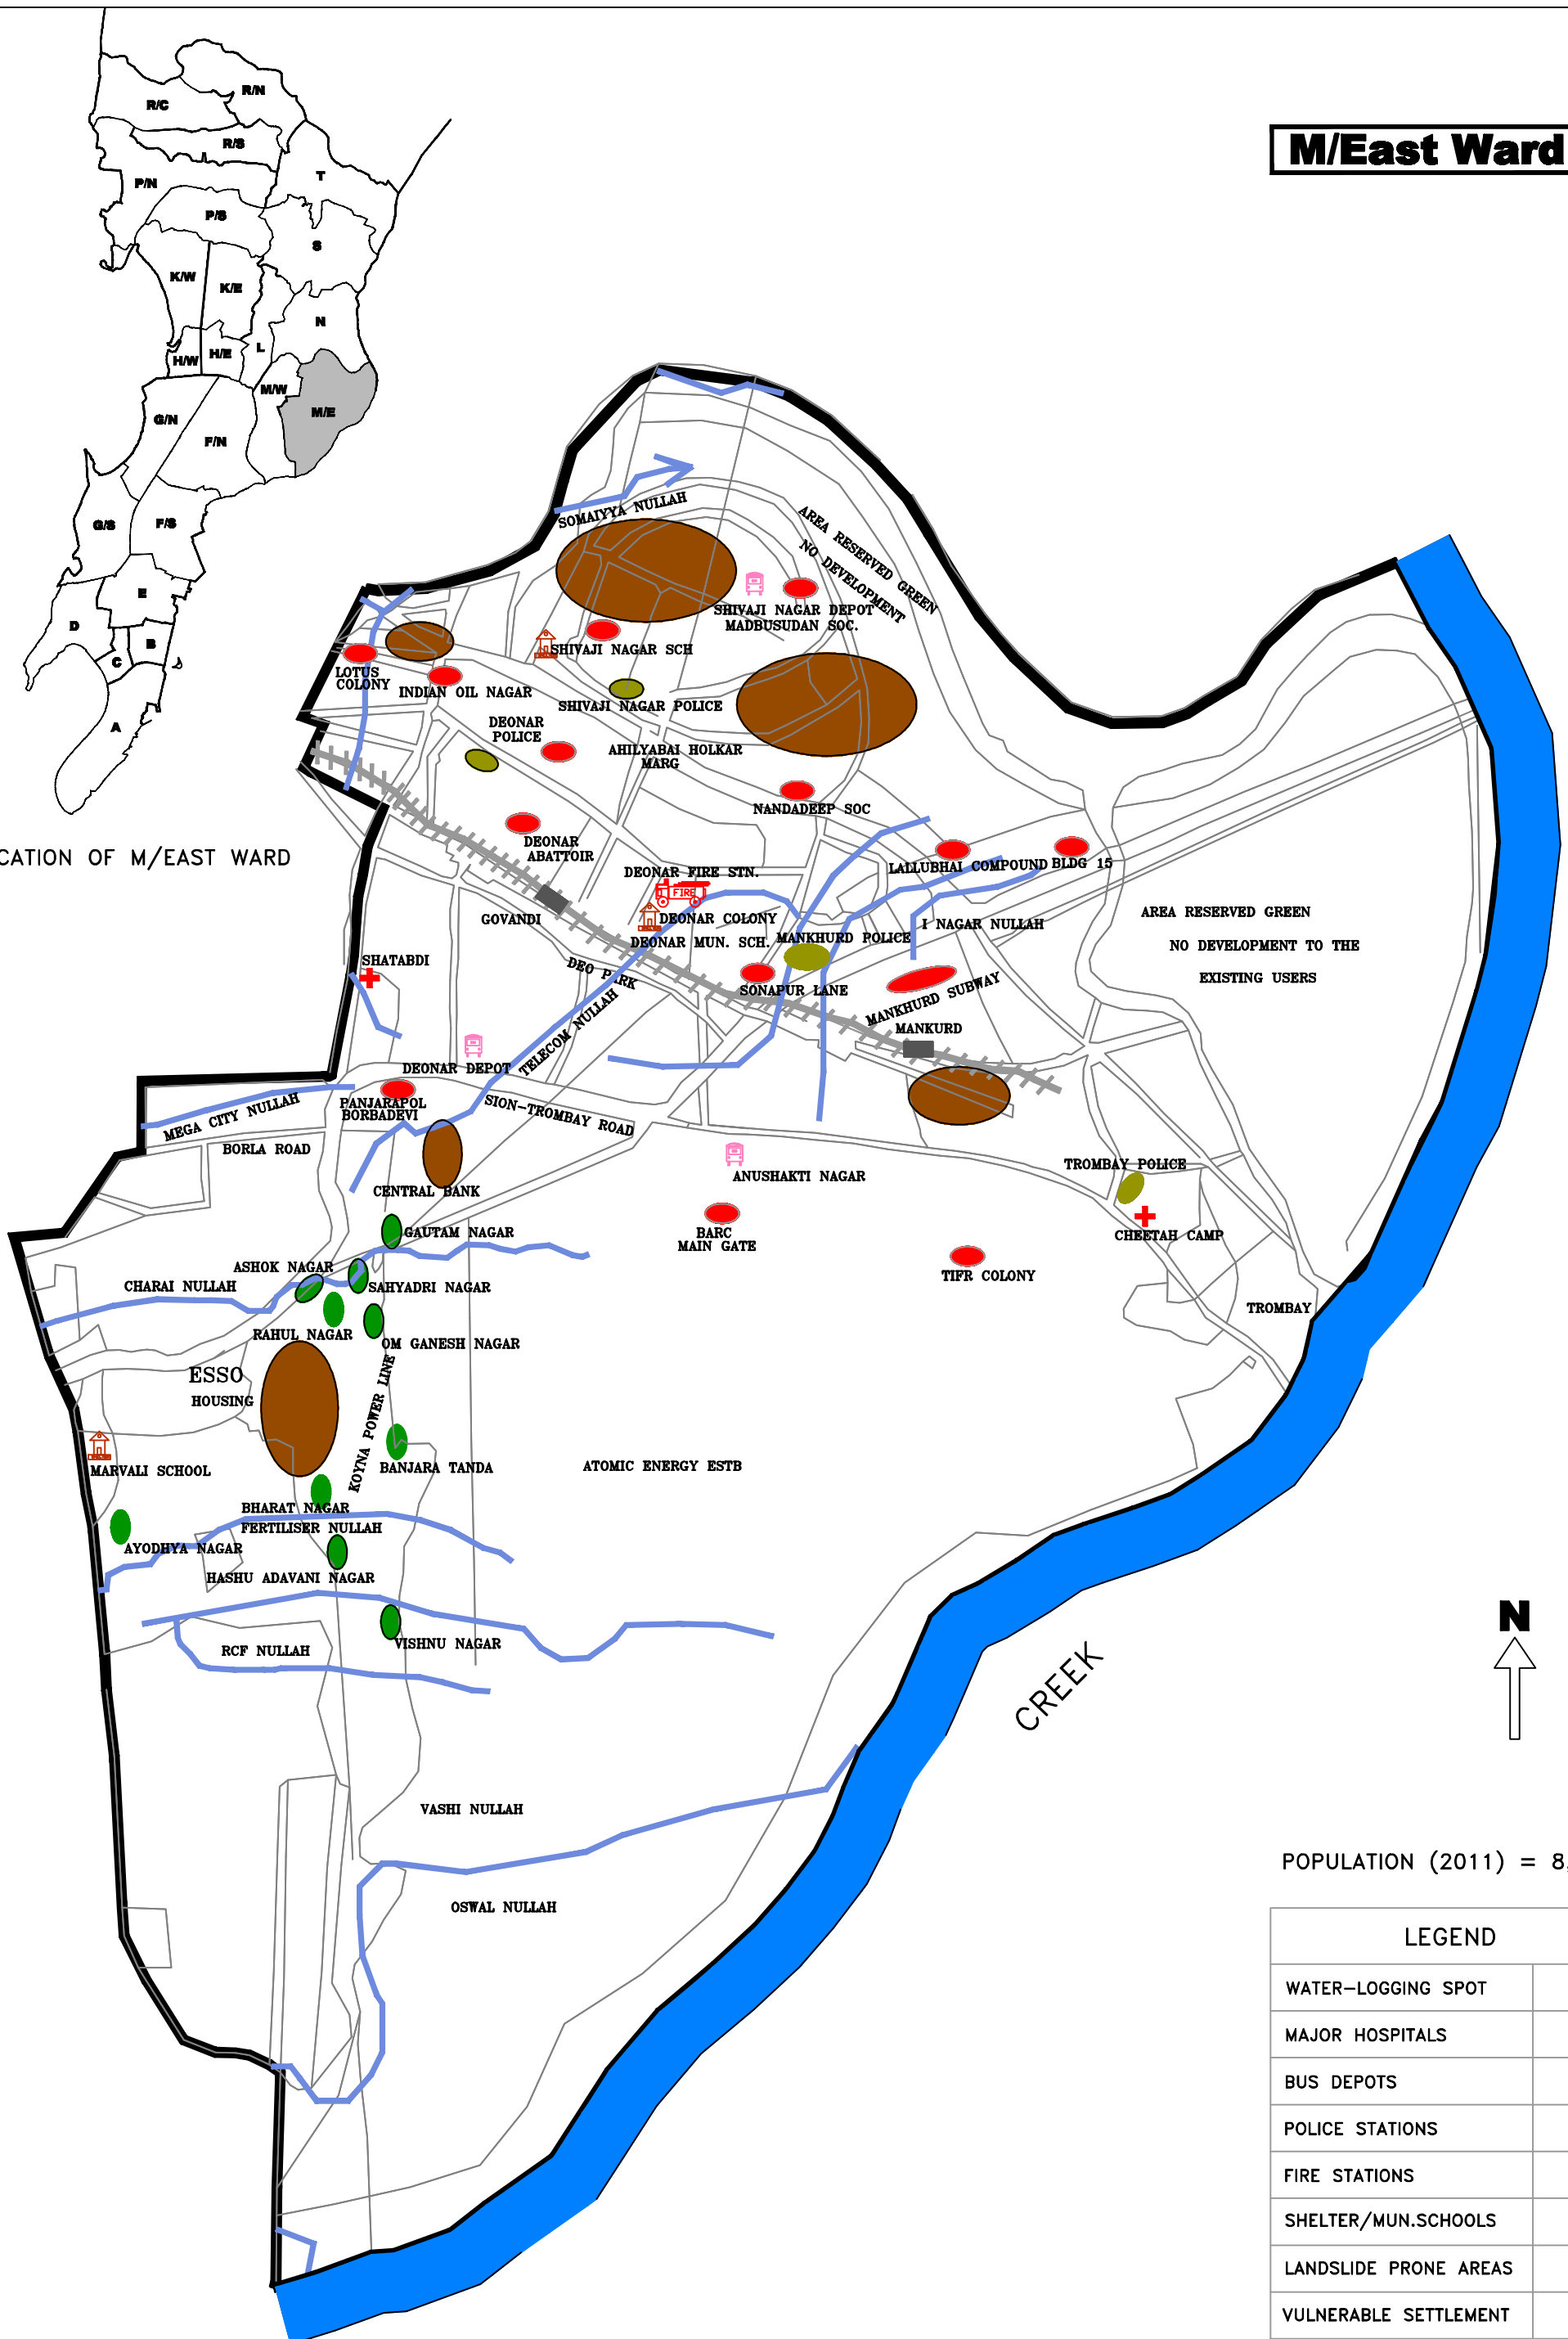 M/East Ward
R/N
R/C
R/S
T
P/N
P/S
S
K/W
K/E
N
L
H/W
H/E
M/W
M/E
G/N
F/N
G/S
F/S
E
D
B
C
A
CATION OF M/EAST WARD
SOMAIYYA NULLAH
AREA RESERVED GREEN
NO DEVELOPMENT
SHIVAJI NAGAR DEPOT
MADBUSUDAN SOC.
SHIVAJI NAGAR SCH
LOTUS
COLONY
INDIAN OIL NAGAR
SHIVAJI NAGAR POLICE
DEONAR
POLICE
AHILYABAI HOLKAR
MARG
NANDADEEP SOC
DEONAR
ABATTOIR
DEONAR FIRE STN.
FIRE
LALLUBHAI COMPOUND
BLDG 15
GOVANDI
DEONAR COLONY
I NAGAR NULLAH
AREA RESERVED GREEN
DEONAR MUN. SCH.
MANKHURD POLICE
NO DEVELOPMENT TO THE
SHATABDI
DEO PARK
EXISTING USERS
SONAPUR LANE
MANKHURD SUBWAY
TELECOM NULLAH
MANKURD
DEONAR DEPOT
PANJARAPOL
BORBADEVI
MEGA CITY NULLAH
SION-TROMBAY ROAD
BORLA ROAD
TROMBAY POLICE
ANUSHAKTI NAGAR
CENTRAL BANK
GAUTAM NAGAR
BARC
MAIN GATE
CHEETAH CAMP
ASHOK NAGAR
TIFR COLONY
CHARAI NULLAH
SAHYADRI NAGAR
TROMBAY
RAHUL NAGAR
OM GANESH NAGAR
ESSO
HOUSING
KOYNA POWER LINE
MARVALI SCHOOL
BANJARA TANDA
ATOMIC ENERGY ESTB
BHARAT NAGAR
FERTILISER NULLAH
AYODHYA NAGAR
HASHU ADAVANI NAGAR
VISHNU NAGAR
RCF NULLAH
N
CREEK
VASHI NULLAH
OSWAL NULLAH
POPULATION (2011) = 8,
LEGEND
WATER-LOGGING SPOT
MAJOR HOSPITALS
BUS DEPOTS
POLICE STATIONS
FIRE STATIONS
SHELTER/MUN.SCHOOLS
LANDSLIDE PRONE AREAS
VULNERABLE SETTLEMENT